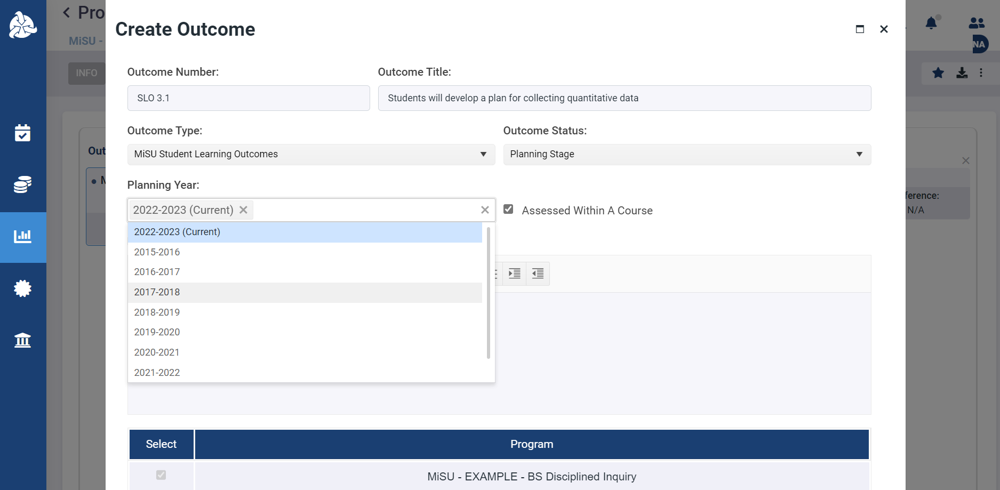 Pro
Create Outcome
MiSU -
NA
INFO
Outcome Number:
Outcome Title:
SLO 3.1
Students will develop a plan for collecting quantitative data
Outcome Type:
Outcome Status:
Out
MiSU Student Learning Outcomes
Planning Stage
Planning Year:
ference:
2022-2023 (Current)
Assessed Within A Course
N/A
2022-2023 (Current)
2015-2016
2016-2017
2017-2018
2018-2019
2019-2020
2020-2021
2021-2022
Select
Program
MiSU - EXAMPLE - BS Disciplined Inquiry